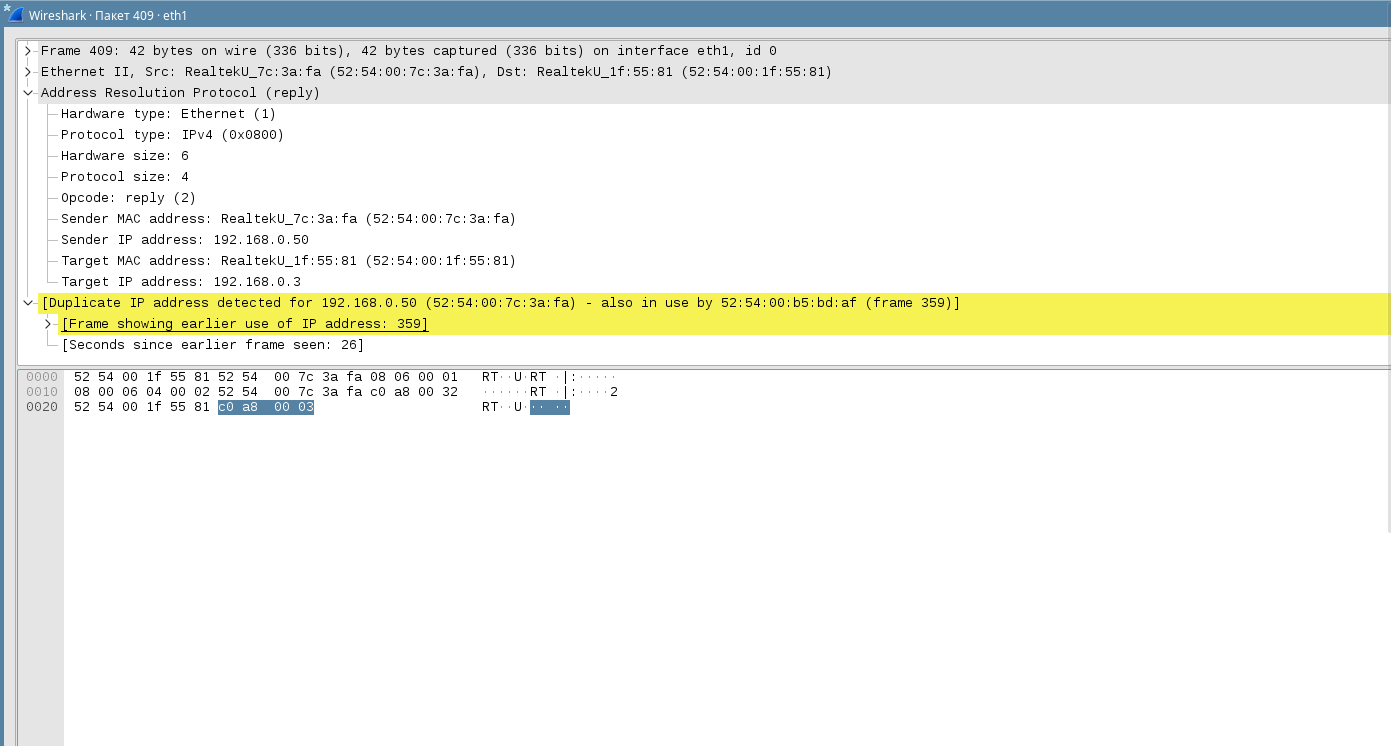 Wireshark · Пакет 409 · eth1
Frame 409: 42 bytes on wire (336 bits), 42 bytes captured (336 bits) on interface eth1, id 0
Ethernet II, Src: RealtekU_7c:3a:fa (52:54:00:7c:3a:fa), Dst: RealtekU_1f:55:81 (52:54:00:1f:55:81)
Address Resolution Protocol (reply)
Hardware type: Ethernet (1)
Protocol type: IPv4 (0x0800)
Hardware size: 6
Protocol size: 4
Opcode: reply (2)
Sender MAC address: RealtekU_7c:3a:fa (52:54:00:7c:3a:fa)
Sender IP address: 192.168.0.50
Target MAC address: RealtekU_1f:55:81 (52:54:00:1f:55:81)
Target IP address: 192.168.0.3
[Duplicate IP address detected for 192.168.0.50 (52:54:00:7c:3a:fa) - also in use by 52:54:00:b5:bd:af (frame 359)]
[Frame showing earlier use of IP address: 359]
[Seconds since earlier frame seen: 26]
0000 52 54 00 1f 55 81 52 54 00 7c 3a fa 08 06 00 01 RT··U·RT ·|:·····
0010 08 00 06 04 00 02 52 54 00 7c 3a fa c0 a8 00 32 ······RT ·|:····2
0020 52 54 00 1f 55 81 c0 a8 00 03 RT··U··· ··